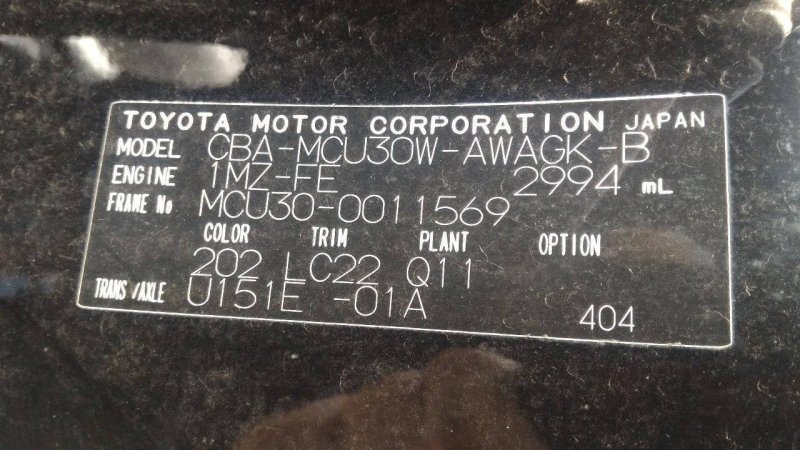 TOYOTA MOTOR CORPORATION JAPAN
MODEL CBA-MCU30W-AWAGK-B
ENGINE 1MZ-FE 2994 mL
FRAME No MCU30-0011569
COLOR TRIM PLANT OPTION
202 LC22 Q11
TRANS/AXLE U151E -01A 404